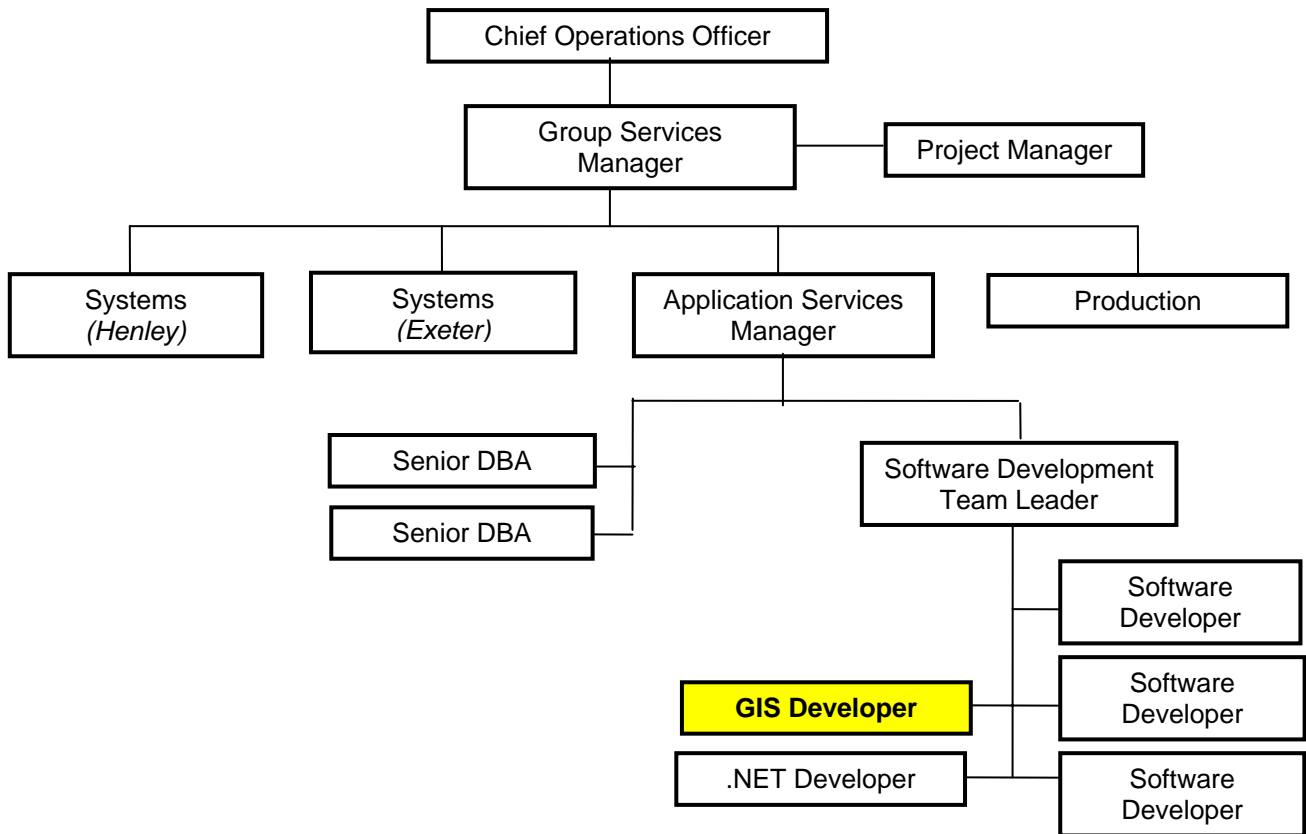 Chief Operations Officer
Group Services
Manager
Project Manager
Systems
(Henley)
Systems
(Exeter)
Application Services
Manager
Production
Senior DBA
Software Development
Team Leader
Senior DBA
Software
Developer
GIS Developer
Software
Developer
.NET Developer
Software
Developer